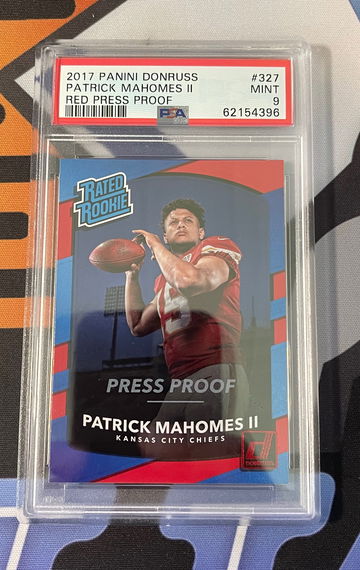 2017 PANINI DONRUSS #327
PATRICK MAHOMES II MINT
RED PRESS PROOF 9
PSA 62154396
RATED
ROOKIE
PRESS PROOF
PATRICK MAHOMES II
KANSAS CITY CHIEFS
DONRUSS